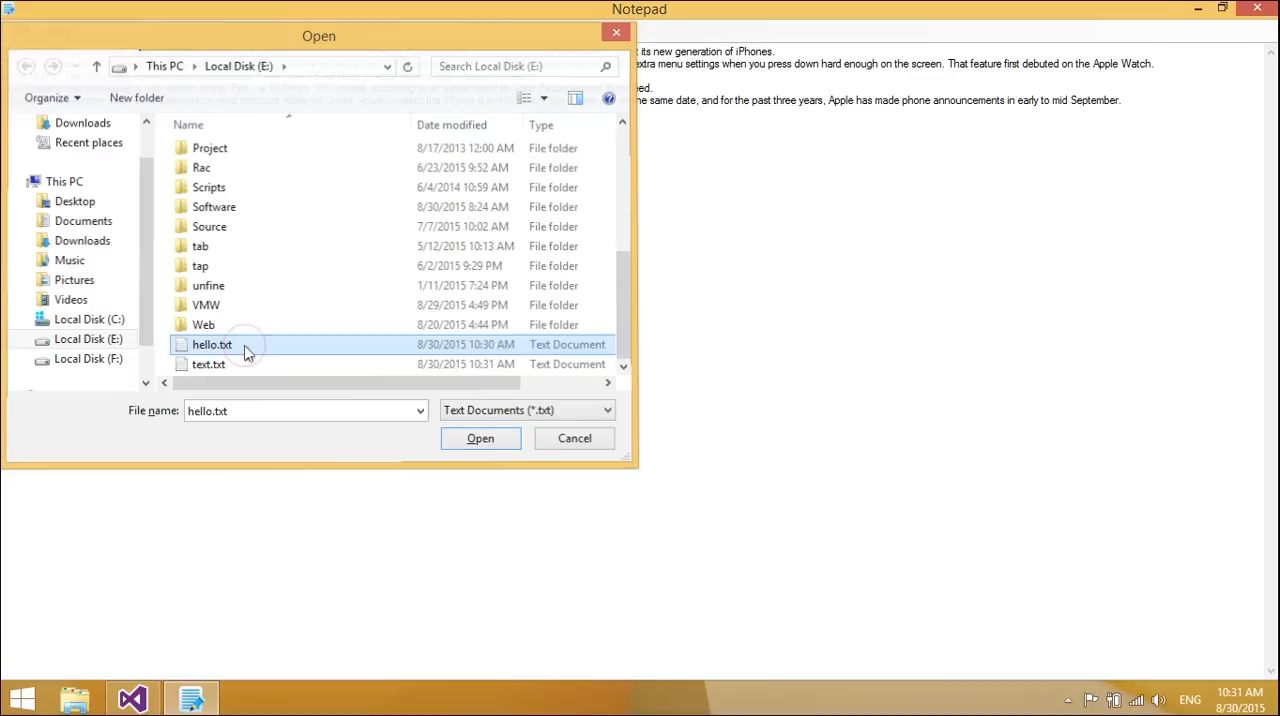 Notepad
Open
its new generation of iPhones.
extra menu settings when you press down hard enough on the screen. That feature first debuted on the Apple Watch.
eed.
he same date, and for the past three years, Apple has made phone announcements in early to mid September.
This PC
Local Disk (E:)
Search Local Disk (E:)
Organize
New folder
Name
Date modified
Type
Downloads
Recent places
This PC
Desktop
Documents
Downloads
Music
Pictures
Videos
Local Disk (C:)
Local Disk (E:)
Local Disk (F:)
Project 8/17/2013 12:00 AM File folder
Rac 6/23/2015 9:52 AM File folder
Scripts 6/4/2014 10:59 AM File folder
Software 8/30/2015 8:24 AM File folder
Source 7/7/2015 10:02 AM File folder
tab 5/12/2015 10:13 AM File folder
tap 6/2/2015 9:29 PM File folder
unfine 1/11/2015 7:24 PM File folder
VMW 8/29/2015 4:49 PM File folder
Web 8/20/2015 4:44 PM File folder
hello.txt 8/30/2015 10:30 AM Text Document
text.txt 8/30/2015 10:31 AM Text Document
File name: hello.txt
Text Documents (*.txt)
Open
Cancel
ENG
10:31 AM
8/30/2015